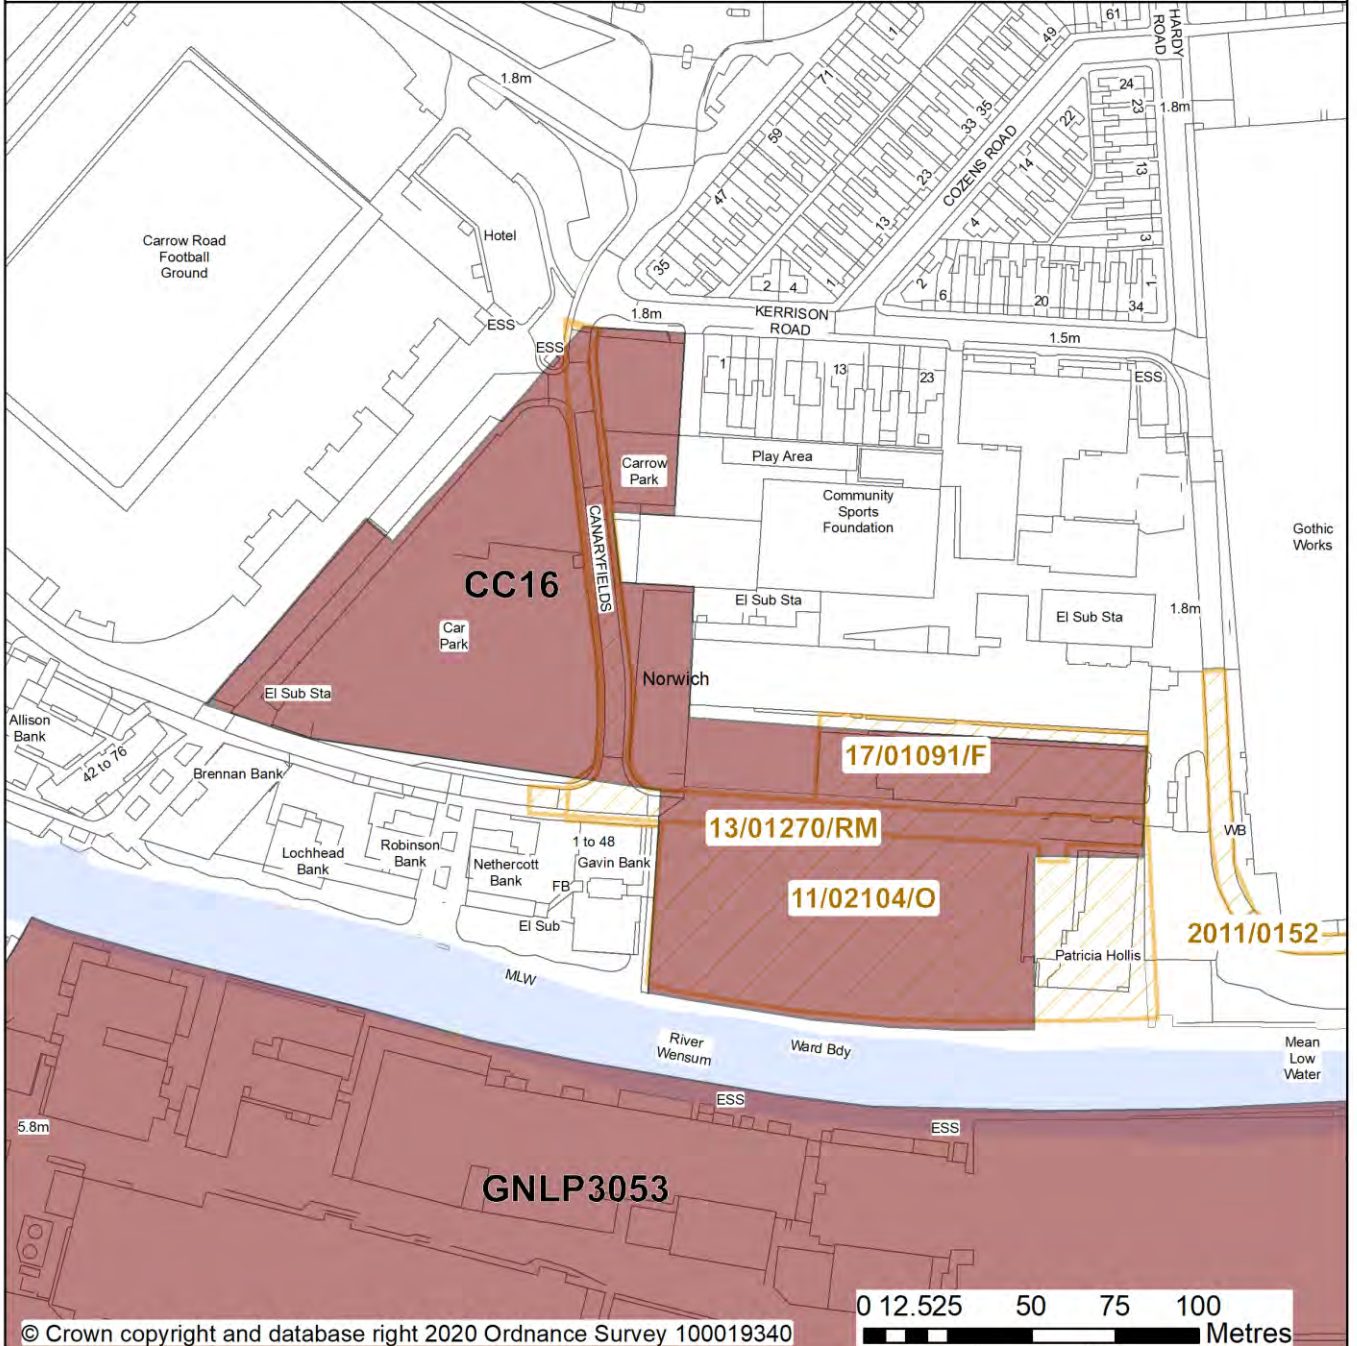 61
HARDY
ROAD
1
49
71
1.8m
24
23
1.8m
35
33
22
59
COZENS ROAD
14
13
47
23
4
13
3
Carrow Road
Football
Ground
Hotel
35
2
4
1
2
6
20
34
1
1.8m
KERRISON
ROAD
1.5m
ESS
ESS
1
13
23
ESS
Carrow
Park
Play Area
Community
Sports
Foundation
Gothic
Works
CANARYFIELDS
CC16
El Sub Sta
El Sub Sta
1.8m
Car
Park
Norwich
El Sub Sta
Allison
Bank
42 to 76
Brennan Bank
17/01091/F
13/01270/RM
WB
1 to 48
Lochhead
Bank
Robinson
Bank
Nethercott
Bank
Gavin Bank
FB
El Sub
11/02104/O
2011/0152
Patricia Hollis
MLW
River
Wensum
Ward Bdy
Mean
Low
Water
ESS
ESS
5.8m
GNLP3053
0 12.525 50 75 100
Metres
© Crown copyright and database right 2020 Ordnance Survey 100019340